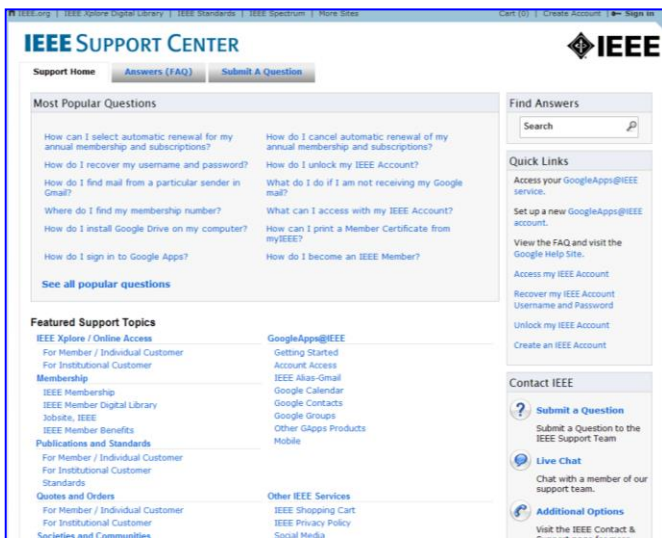 IEEE.org | IEEE Xplore Digital Library | IEEE Standards | IEEE Spectrum | More Sites
Cart (0) | Create Account | Sign In
IEEE SUPPORT CENTER
IEEE
Support Home
Answers (FAQ)
Submit A Question
Most Popular Questions
How can I select automatic renewal for my
annual membership and subscriptions?
How do I recover my username and password?
How do I find mail from a particular sender in
Gmail?
Where do I find my membership number?
How do I install Google Drive on my computer?
How do I sign in to Google Apps?
How do I cancel automatic renewal of my
annual membership and subscriptions?
How do I unlock my IEEE Account?
What do I do if I am not receiving my Google
mail?
What can I access with my IEEE Account?
How can I print a Member Certificate from
myIEEE?
How do I become an IEEE Member?
See all popular questions
Featured Support Topics
IEEE Xplore / Online Access
For Member / Individual Customer
For Institutional Customer
Membership
IEEE Membership
IEEE Member Digital Library
Jobsite, IEEE
IEEE Member Benefits
Publications and Standards
For Member / Individual Customer
For Institutional Customer
Standards
Quotes and Orders
For Member / Individual Customer
For Institutional Customer
Societies and Communities
GoogleApps@IEEE
Getting Started
Account Access
IEEE Alias-Gmail
Google Calendar
Google Contacts
Google Groups
Other GApps Products
Mobile
Other IEEE Services
IEEE Shopping Cart
IEEE Privacy Policy
Social Media
Find Answers
Search
Quick Links
Access your GoogleApps@IEEE
service.
Set up a new GoogleApps@IEEE
account.
View the FAQ and visit the
Google Help Site.
Access my IEEE Account
Recover my IEEE Account
Username and Password
Unlock my IEEE Account
Create an IEEE Account
Contact IEEE
Submit a Question
Submit a Question to the
IEEE Support Team
Live Chat
Chat with a member of our
support team.
Additional Options
Visit the IEEE Contact &